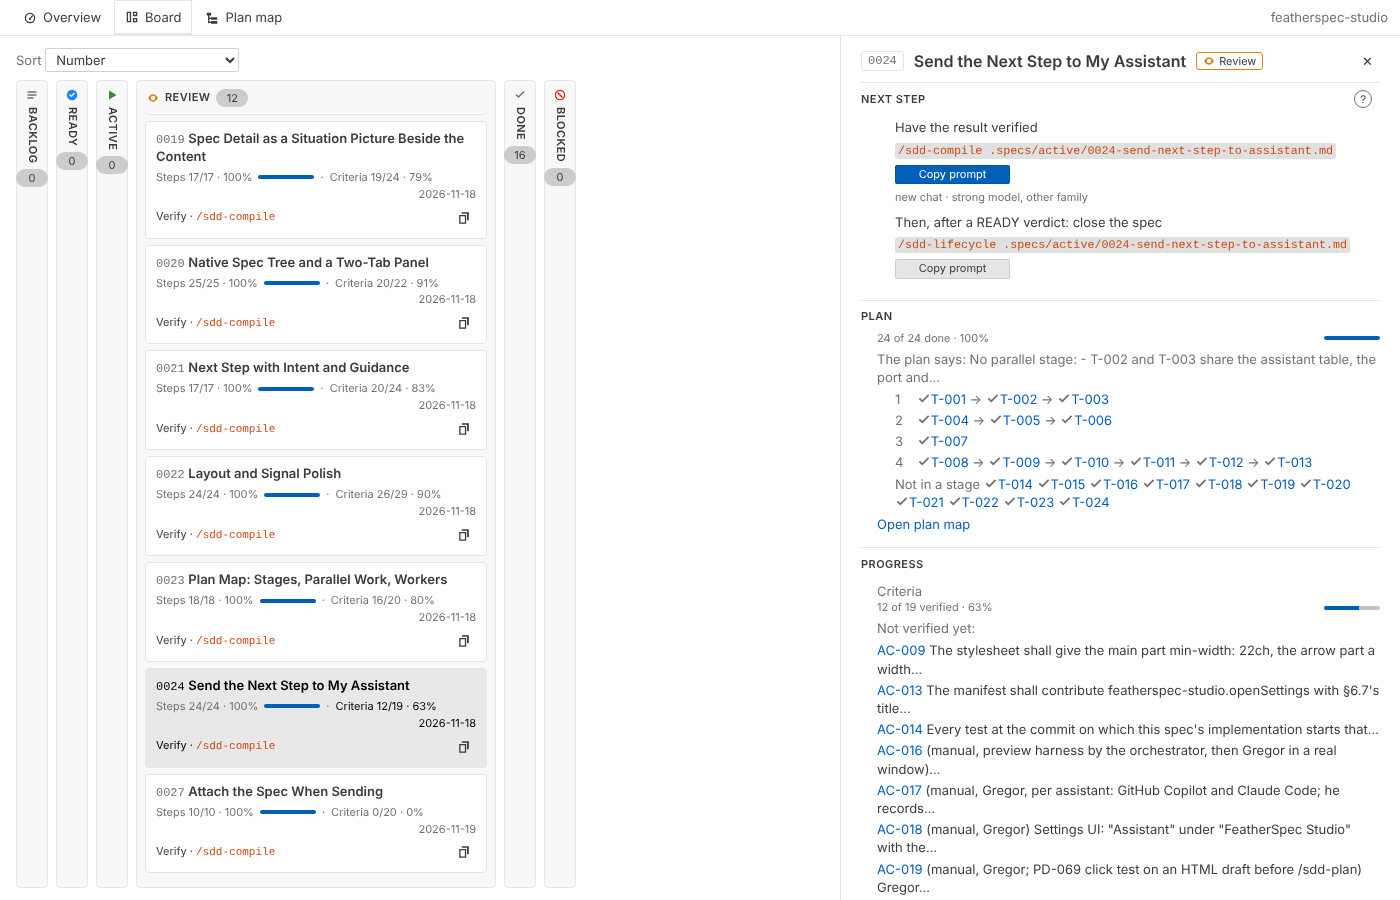 Overview
Board
Plan map
featherspec-studio
Sort Number
BACKLOG
0
READY
0
ACTIVE
0
REVIEW 12
0019 Spec Detail as a Situation Picture Beside the
Content
Steps 17/17 · 100% · Criteria 19/24 · 79%
2026-11-18
Verify · /sdd-compile
0020 Native Spec Tree and a Two-Tab Panel
Steps 25/25 · 100% · Criteria 20/22 · 91%
2026-11-18
Verify · /sdd-compile
0021 Next Step with Intent and Guidance
Steps 17/17 · 100% · Criteria 20/24 · 83%
2026-11-18
Verify · /sdd-compile
0022 Layout and Signal Polish
Steps 24/24 · 100% · Criteria 26/29 · 90%
2026-11-18
Verify · /sdd-compile
0023 Plan Map: Stages, Parallel Work, Workers
Steps 18/18 · 100% · Criteria 16/20 · 80%
2026-11-18
Verify · /sdd-compile
0024 Send the Next Step to My Assistant
Steps 24/24 · 100% · Criteria 12/19 · 63%
2026-11-18
Verify · /sdd-compile
0027 Attach the Spec When Sending
Steps 10/10 · 100% · Criteria 0/20 · 0%
2026-11-19
Verify · /sdd-compile
DONE
16
BLOCKED
0
0024 Send the Next Step to My Assistant Review
NEXT STEP
?
Have the result verified
/sdd-compile .specs/active/0024-send-next-step-to-assistant.md
Copy prompt
new chat · strong model, other family
Then, after a READY verdict: close the spec
/sdd-lifecycle .specs/active/0024-send-next-step-to-assistant.md
Copy prompt
PLAN
24 of 24 done · 100%
The plan says: No parallel stage: - T-002 and T-003 share the assistant table, the
port and...
1 ✓T-001 → ✓T-002 → ✓T-003
2 ✓T-004 → ✓T-005 → ✓T-006
3 ✓T-007
4 ✓T-008 → ✓T-009 → ✓T-010 → ✓T-011 → ✓T-012 → ✓T-013
Not in a stage ✓T-014 ✓T-015 ✓T-016 ✓T-017 ✓T-018 ✓T-019 ✓T-020
✓T-021 ✓T-022 ✓T-023 ✓T-024
Open plan map
PROGRESS
Criteria
12 of 19 verified · 63%
Not verified yet:
AC-009 The stylesheet shall give the main part min-width: 22ch, the arrow part a
width...
AC-013 The manifest shall contribute featherspec-studio.openSettings with §6.7's
title...
AC-014 Every test at the commit on which this spec's implementation starts that...
AC-016 (manual, preview harness by the orchestrator, then Gregor in a real
window)...
AC-017 (manual, Gregor, per assistant: GitHub Copilot and Claude Code; he
records...
AC-018 (manual, Gregor) Settings UI: "Assistant" under "FeatherSpec Studio"
with the...
AC-019 (manual, Gregor; PD-069 click test on an HTML draft before /sdd-plan)
Gregor...